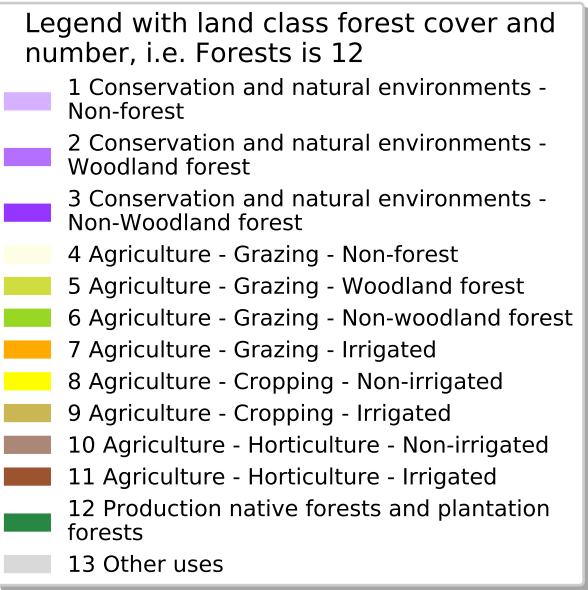 Legend with land class forest cover and
number, i.e. Forests is 12
1 Conservation and natural environments -
Non-forest
2 Conservation and natural environments -
Woodland forest
3 Conservation and natural environments -
Non-Woodland forest
4 Agriculture - Grazing - Non-forest
5 Agriculture - Grazing - Woodland forest
6 Agriculture - Grazing - Non-woodland forest
7 Agriculture - Grazing - Irrigated
8 Agriculture - Cropping - Non-irrigated
9 Agriculture - Cropping - Irrigated
10 Agriculture - Horticulture - Non-irrigated
11 Agriculture - Horticulture - Irrigated
12 Production native forests and plantation
forests
13 Other uses